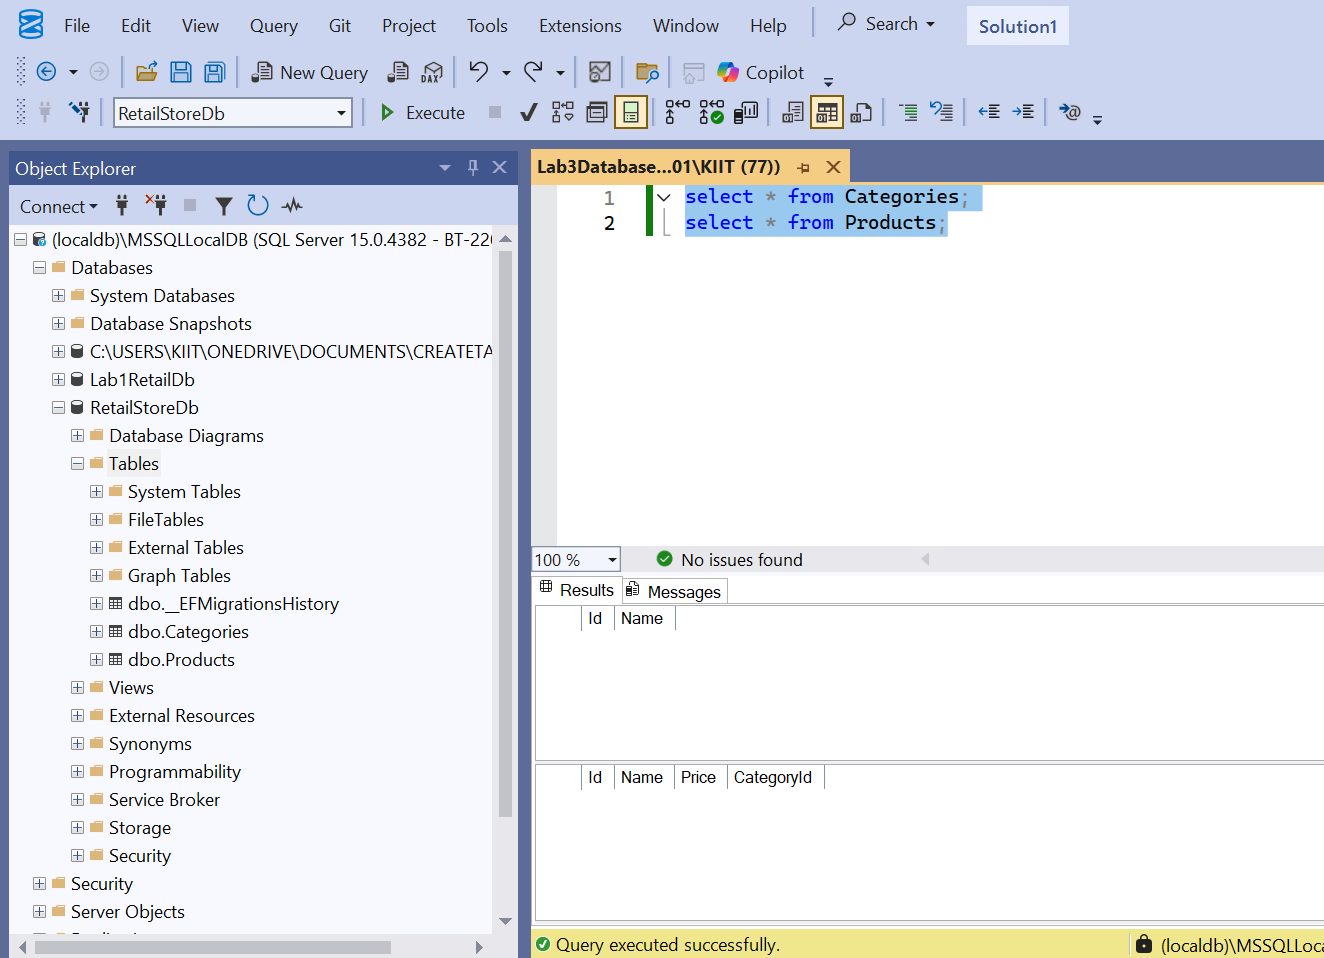 File Edit View Query Git Project Tools Extensions Window Help Search Solution1
New Query DAX Copilot
RetailStoreDb Execute
Object Explorer
Connect
(localdb)\MSSQLLocalDB (SQL Server 15.0.4382 - BT-220
Databases
System Databases
Database Snapshots
C:\USERS\KIIT\ONEDRIVE\DOCUMENTS\CREATETA
Lab1RetailDb
RetailStoreDb
Database Diagrams
Tables
System Tables
FileTables
External Tables
Graph Tables
dbo.__EFMigrationsHistory
dbo.Categories
dbo.Products
Views
External Resources
Synonyms
Programmability
Service Broker
Storage
Security
Security
Server Objects
Lab3Database...01\KIIT (77))
1 select * from Categories;
2 select * from Products;
100 % No issues found
Results Messages
Id Name
Id Name Price CategoryId
Query executed successfully. (localdb)\MSSQLLoca